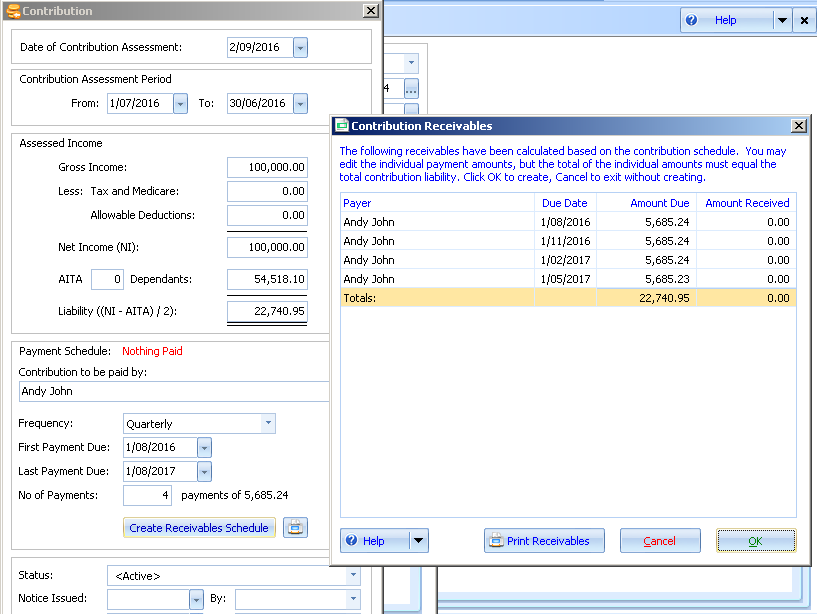 Contribution
Help
Date of Contribution Assessment: 2/09/2016
Contribution Assessment Period
From: 1/07/2016 To: 30/06/2016
4 ...
Assessed Income
Gross Income: 100,000.00
Less: Tax and Medicare: 0.00
Allowable Deductions: 0.00
Net Income (NI): 100,000.00
AITA 0 Dependants: 54,518.10
Liability ((NI - AITA) / 2): 22,740.95
Payment Schedule: Nothing Paid
Contribution to be paid by:
Andy John
Frequency: Quarterly
First Payment Due: 1/08/2016
Last Payment Due: 1/08/2017
No of Payments: 4 payments of 5,685.24
Create Receivables Schedule
Status: <Active>
Notice Issued: By:
Contribution Receivables
The following receivables have been calculated based on the contribution schedule. You may
edit the individual payment amounts, but the total of the individual amounts must equal the
total contribution liability. Click OK to create, Cancel to exit without creating.
Payer Due Date Amount Due Amount Received
Andy John 1/08/2016 5,685.24 0.00
Andy John 1/11/2016 5,685.24 0.00
Andy John 1/02/2017 5,685.24 0.00
Andy John 1/05/2017 5,685.23 0.00
Totals: 22,740.95 0.00
Help Print Receivables Cancel OK